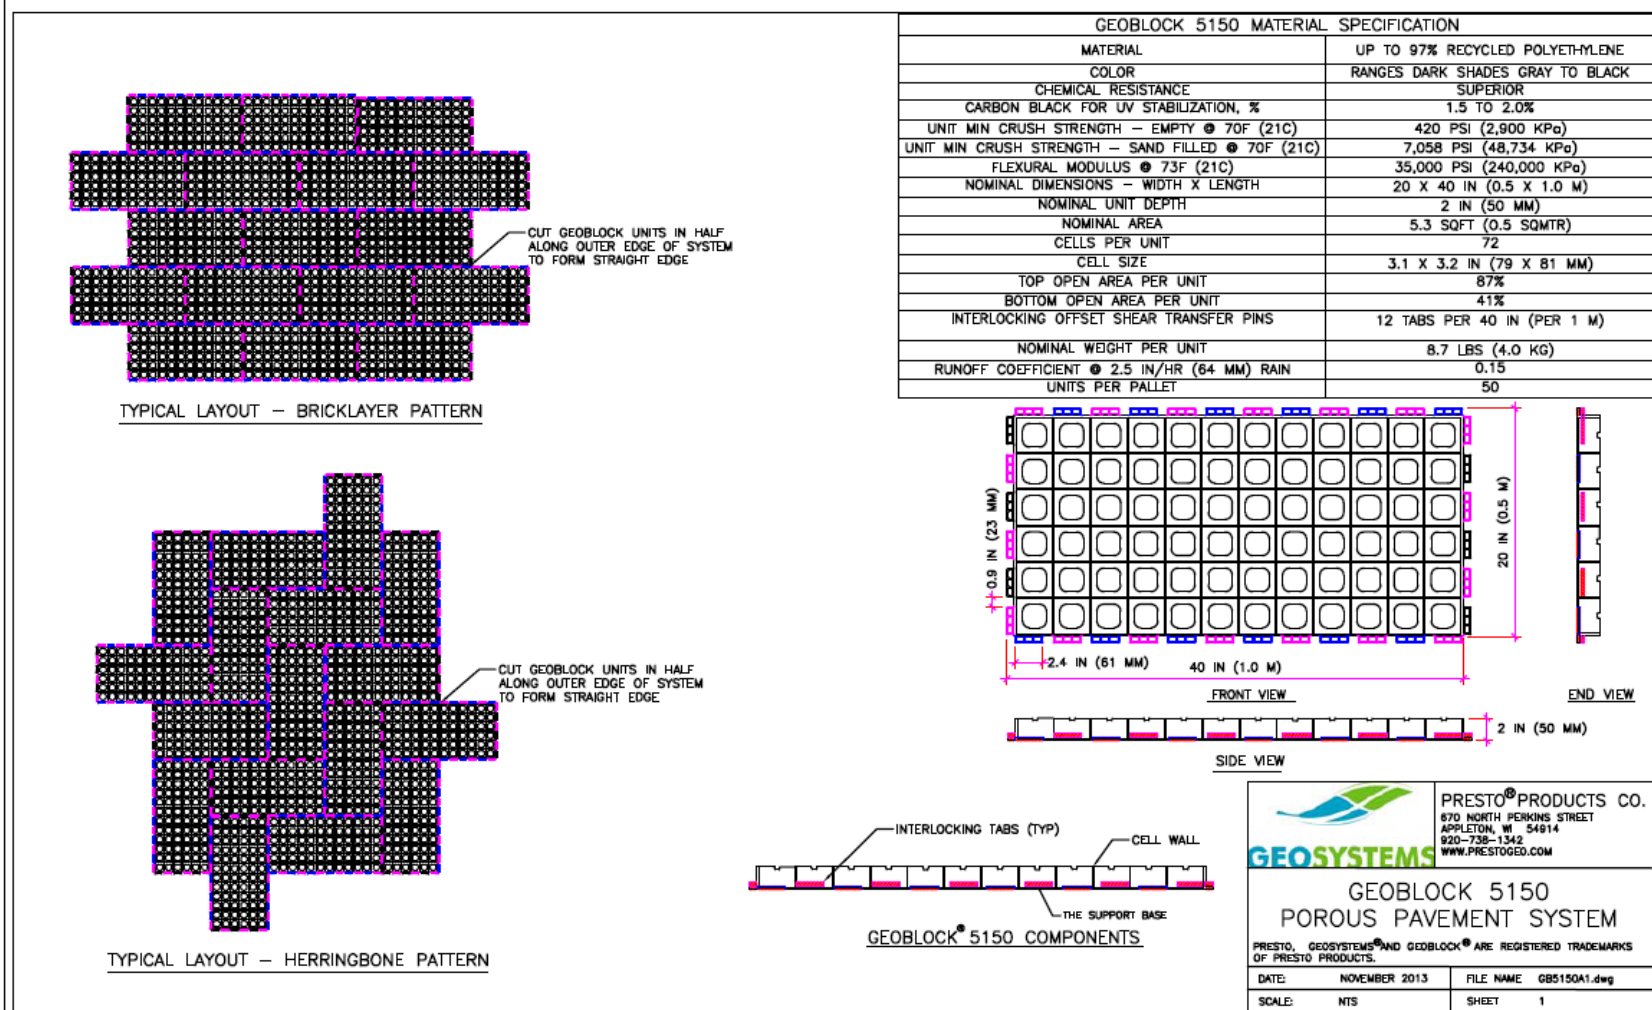 GEOBLOCK 5150 MATERIAL SPECIFICATION
MATERIAL UP TO 97% RECYCLED POLYETHYLENE
COLOR RANGES DARK SHADES GRAY TO BLACK
CHEMICAL RESISTANCE SUPERIOR
CARBON BLACK FOR UV STABILIZATION, % 1.5 TO 2.0%
UNIT MIN CRUSH STRENGTH – EMPTY @ 70F (21C) 420 PSI (2,900 KPa)
UNIT MIN CRUSH STRENGTH – SAND FILLED @ 70F (21C) 7,058 PSI (48,734 KPa)
FLEXURAL MODULUS @ 73F (21C) 35,000 PSI (240,000 KPa)
NOMINAL DIMENSIONS – WIDTH X LENGTH 20 X 40 IN (0.5 X 1.0 M)
NOMINAL UNIT DEPTH 2 IN (50 MM)
NOMINAL AREA 5.3 SQFT (0.5 SQMTR)
CELLS PER UNIT 72
CELL SIZE 3.1 X 3.2 IN (79 X 81 MM)
TOP OPEN AREA PER UNIT 87%
BOTTOM OPEN AREA PER UNIT 41%
INTERLOCKING OFFSET SHEAR TRANSFER PINS 12 TABS PER 40 IN (PER 1 M)
NOMINAL WEIGHT PER UNIT 8.7 LBS (4.0 KG)
RUNOFF COEFFICIENT @ 2.5 IN/HR (64 MM) RAIN 0.15
UNITS PER PALLET 50
CUT GEOBLOCK UNITS IN HALF
ALONG OUTER EDGE OF SYSTEM
TO FORM STRAIGHT EDGE
TYPICAL LAYOUT – BRICKLAYER PATTERN
CUT GEOBLOCK UNITS IN HALF
ALONG OUTER EDGE OF SYSTEM
TO FORM STRAIGHT EDGE
TYPICAL LAYOUT – HERRINGBONE PATTERN
0.9 IN (23 MM)
20 IN (0.5 M)
2.4 IN (61 MM)
40 IN (1.0 M)
FRONT VIEW
END VIEW
2 IN (50 MM)
SIDE VIEW
INTERLOCKING TABS (TYP)
CELL WALL
THE SUPPORT BASE
GEOBLOCK® 5150 COMPONENTS
GEOSYSTEMS
PRESTO® PRODUCTS CO.
670 NORTH PERKINS STREET
APPLETON, WI 54914
920–738–1342
WWW.PRESTOGEO.COM
GEOBLOCK 5150
POROUS PAVEMENT SYSTEM
PRESTO, GEOSYSTEMS® AND GEOBLOCK® ARE REGISTERED TRADEMARKS
OF PRESTO PRODUCTS.
DATE: NOVEMBER 2013 FILE NAME GB5150A1.dwg
SCALE: NTS SHEET 1